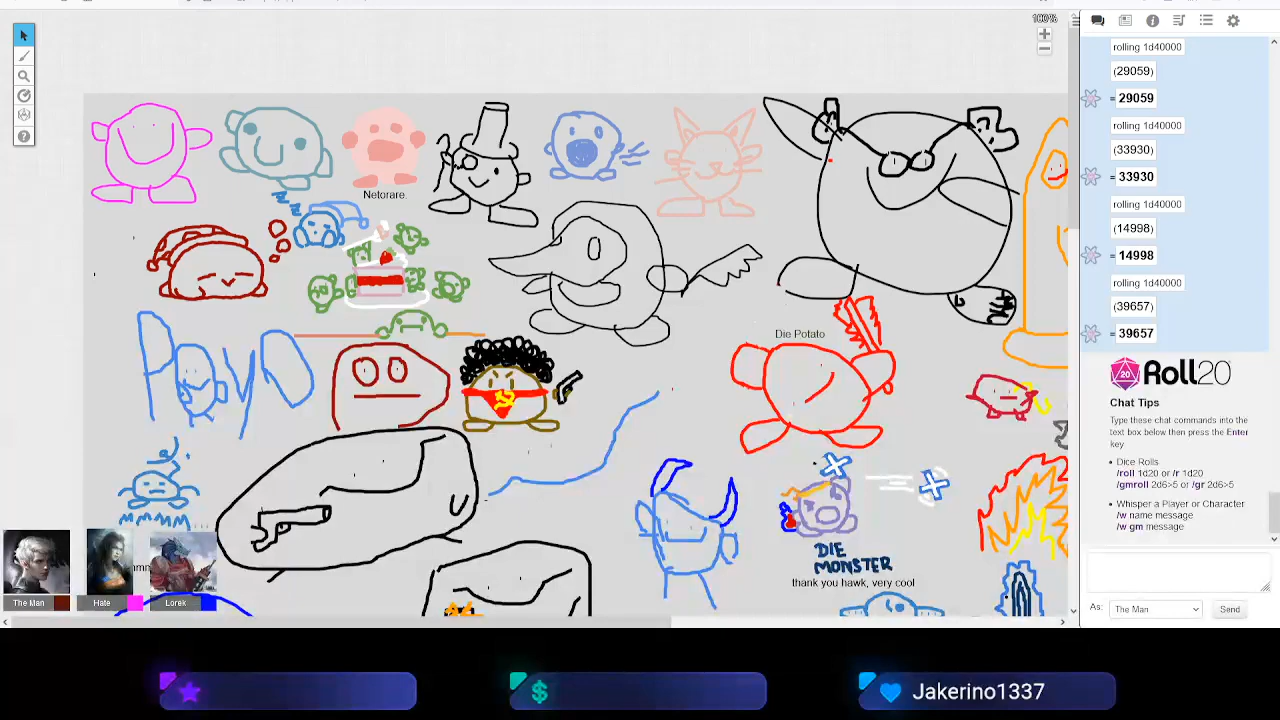 100%
Netorare.
z z z
POYO
Die Potato
MMMM
DIE
MONSTER
thank you hawk, very cool
The Man
Hate
Lorek
rolling 1d40000
(29059)
= 29059
rolling 1d40000
(33930)
= 33930
rolling 1d40000
(14998)
= 14998
rolling 1d40000
(39657)
= 39657
20
Roll20
Chat Tips
Type these chat commands into the
text box below then press the Enter
key
• Dice Rolls
/roll 1d20 or /r 1d20
/gmroll 2d6>5 or /gr 2d6>5
• Whisper a Player or Character
/w name message
/w gm message
As:
The Man
Send
$
Jakerino1337